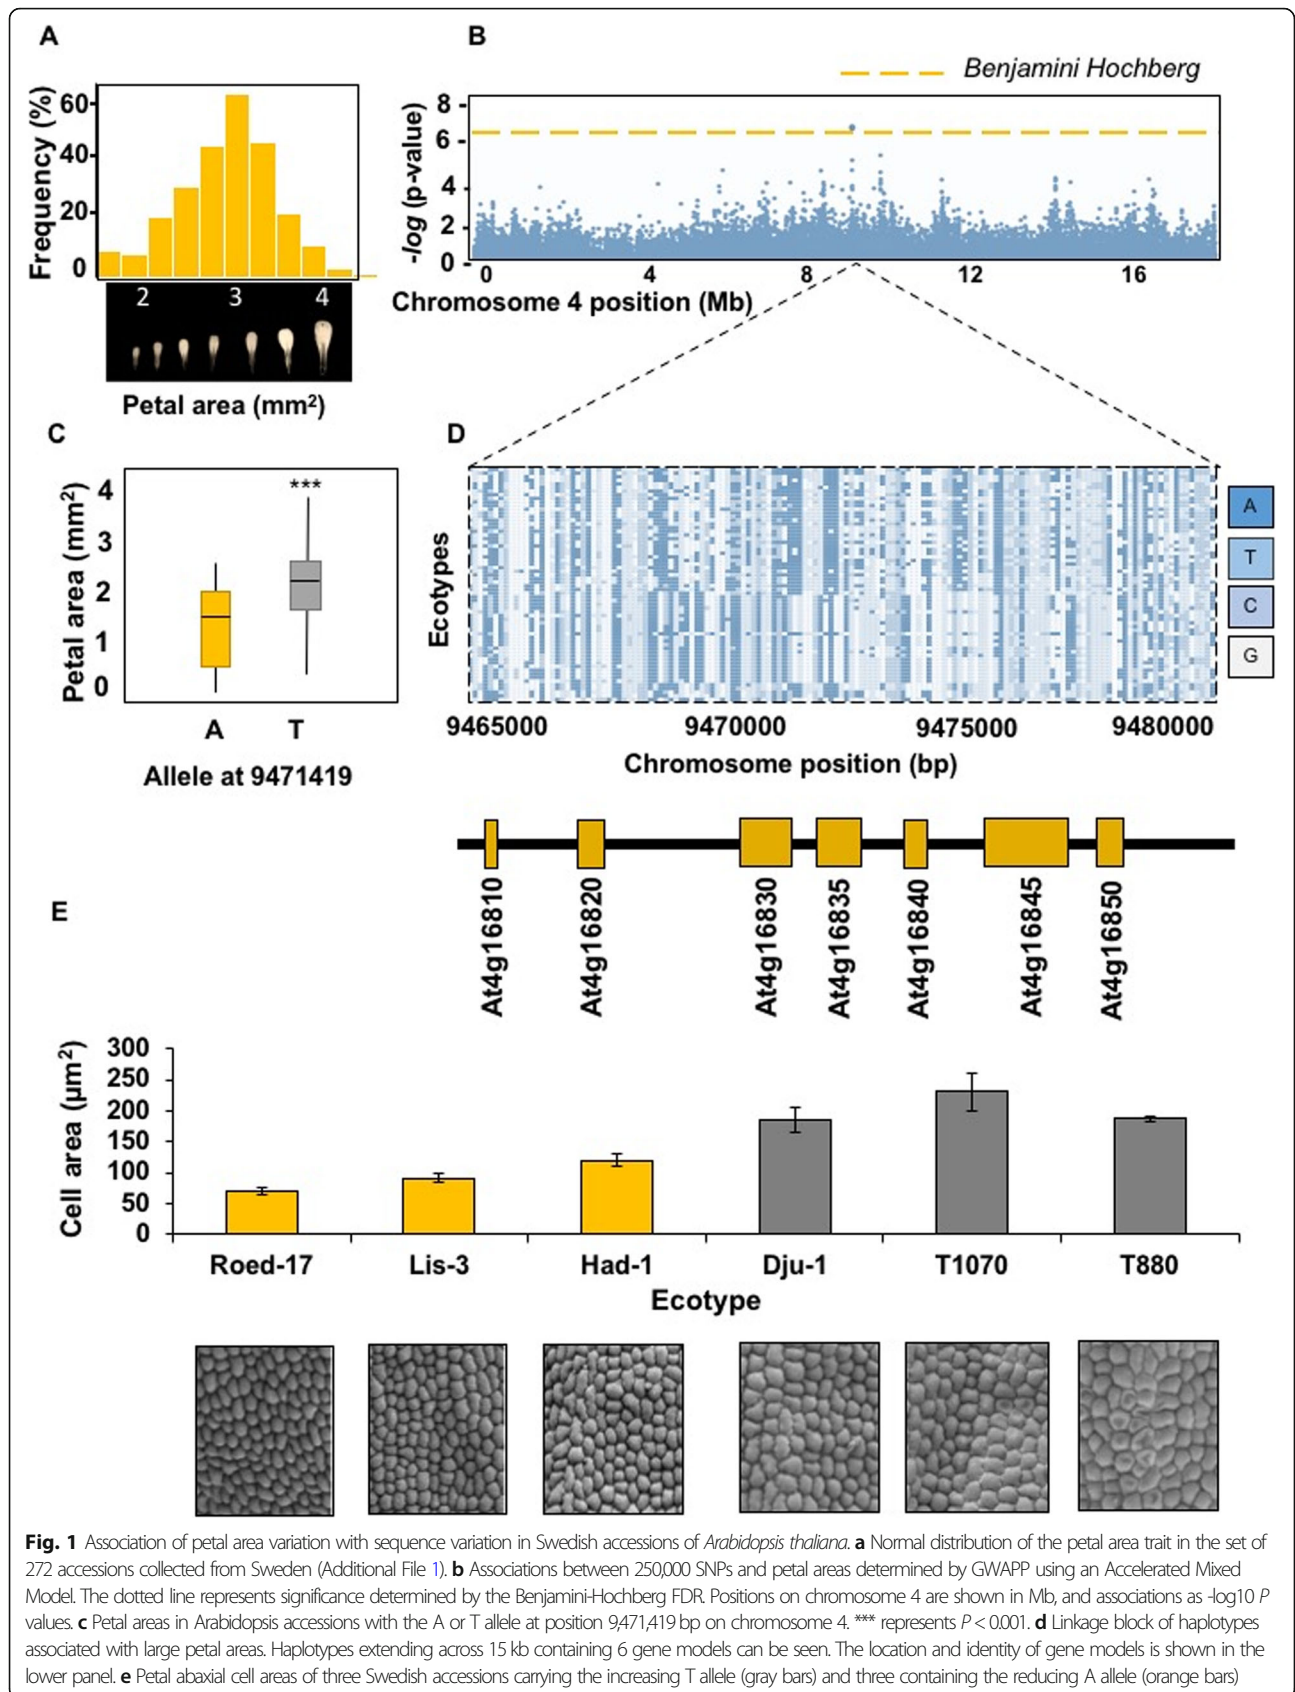 A
Frequency (%)
60
40
20
0
2 3 4
Petal area (mm²)
B
Benjamini Hochberg
-log (p-value)
8
6
4
2
0
0 4 8 12 16
Chromosome 4 position (Mb)
C
Petal area (mm²)
4
3
2
1
0
***
A T
Allele at 9471419
D
Ecotypes
A
T
C
G
9465000 9470000 9475000 9480000
Chromosome position (bp)
At4g16810
At4g16820
At4g16830
At4g16835
At4g16840
At4g16845
At4g16850
E
Cell area (µm²)
300
250
200
150
100
50
0
Roed-17 Lis-3 Had-1 Dju-1 T1070 T880
Ecotype
Fig. 1 Association of petal area variation with sequence variation in Swedish accessions of Arabidopsis thaliana. a Normal distribution of the petal area trait in the set of
272 accessions collected from Sweden (Additional File 1). b Associations between 250,000 SNPs and petal areas determined by GWAPP using an Accelerated Mixed
Model. The dotted line represents significance determined by the Benjamini-Hochberg FDR. Positions on chromosome 4 are shown in Mb, and associations as -log10 P
values. c Petal areas in Arabidopsis accessions with the A or T allele at position 9,471,419 bp on chromosome 4. *** represents P < 0.001. d Linkage block of haplotypes
associated with large petal areas. Haplotypes extending across 15 kb containing 6 gene models can be seen. The location and identity of gene models is shown in the
lower panel. e Petal abaxial cell areas of three Swedish accessions carrying the increasing T allele (gray bars) and three containing the reducing A allele (orange bars)